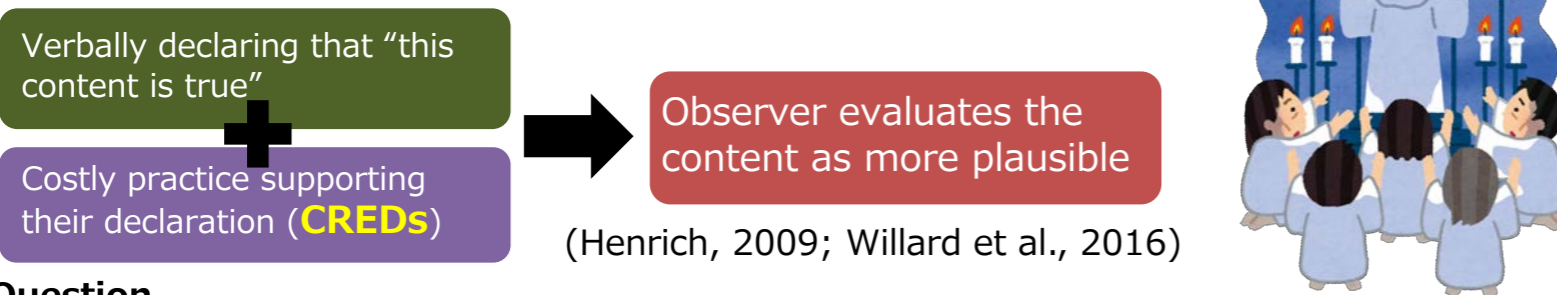 Verbally declaring that “this
content is true”
Costly practice supporting
their declaration (CREDs)
Observer evaluates the
content as more plausible
(Henrich, 2009; Willard et al., 2016)
Question